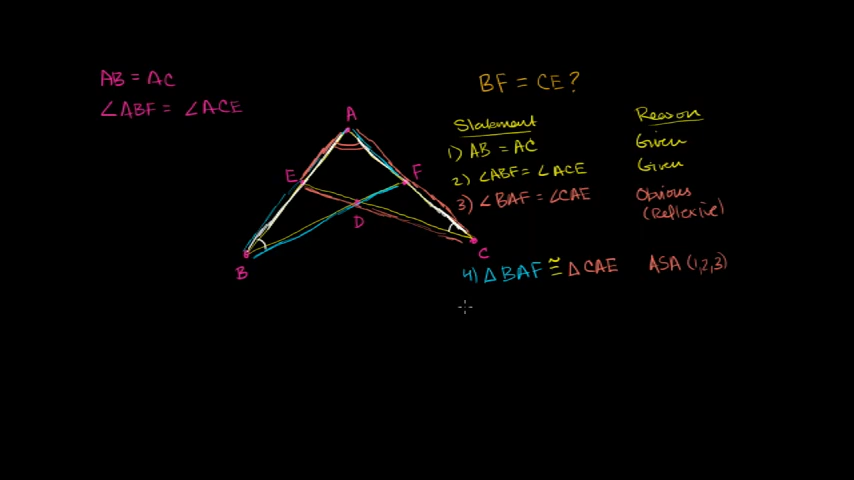 AB = AC
∠ABF = ∠ACE
BF = CE?
A
E
F
D
B
C
Statement Reason
1) AB = AC Given
2) ∠ABF = ∠ACE Given
3) ∠BAF = ∠CAE Obvious
(Reflexive)
4) Δ BAF ≅ Δ CAE ASA (1,2,3)